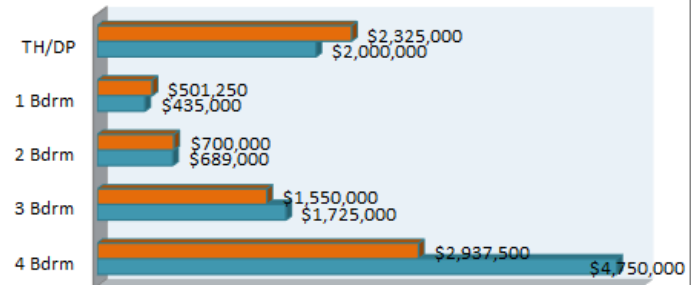 TH/DP
$2,325,000
$2,000,000
1 Bdrm
$501,250
$435,000
2 Bdrm
$700,000
$689,000
3 Bdrm
$1,550,000
$1,725,000
4 Bdrm
$2,937,500
$4,750,000